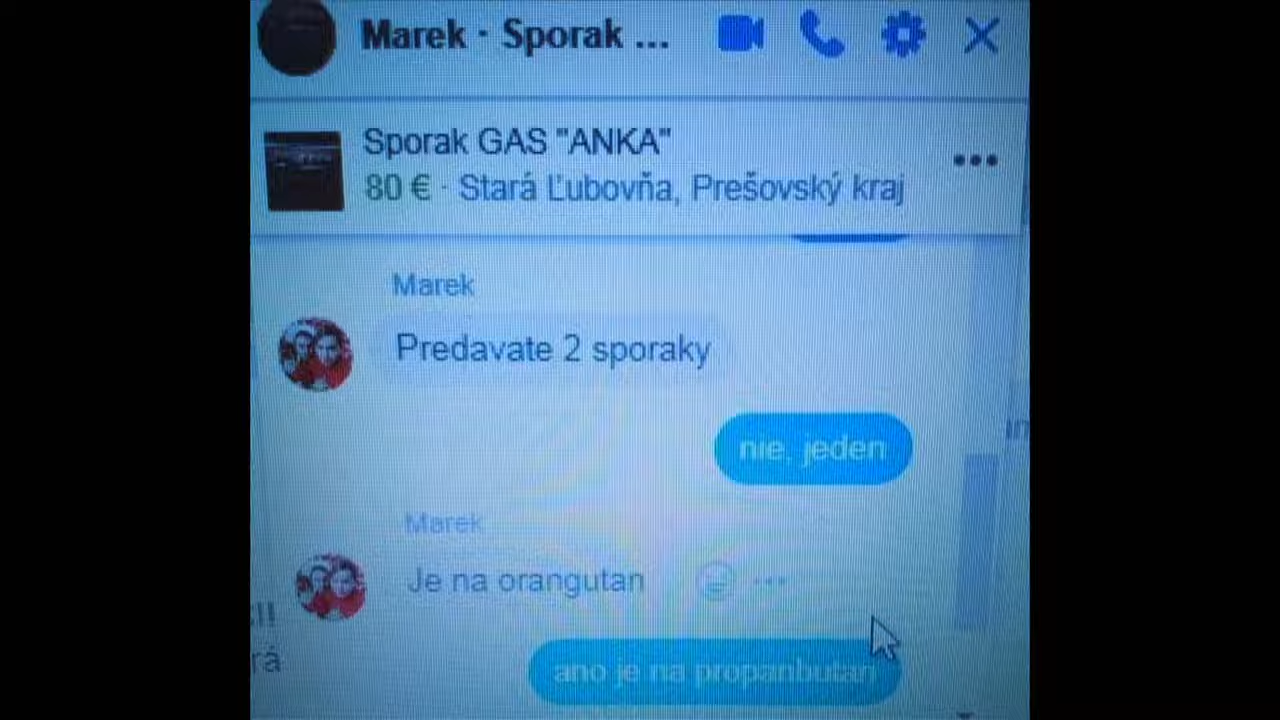 Marek · Sporak ...
Sporak GAS "ANKA"
80 € · Stará Ľubovňa, Prešovský kraj
Marek
Predavate 2 sporaky
nie, jeden
Marek
Je na orangutan
ano je na propanbutan
rá